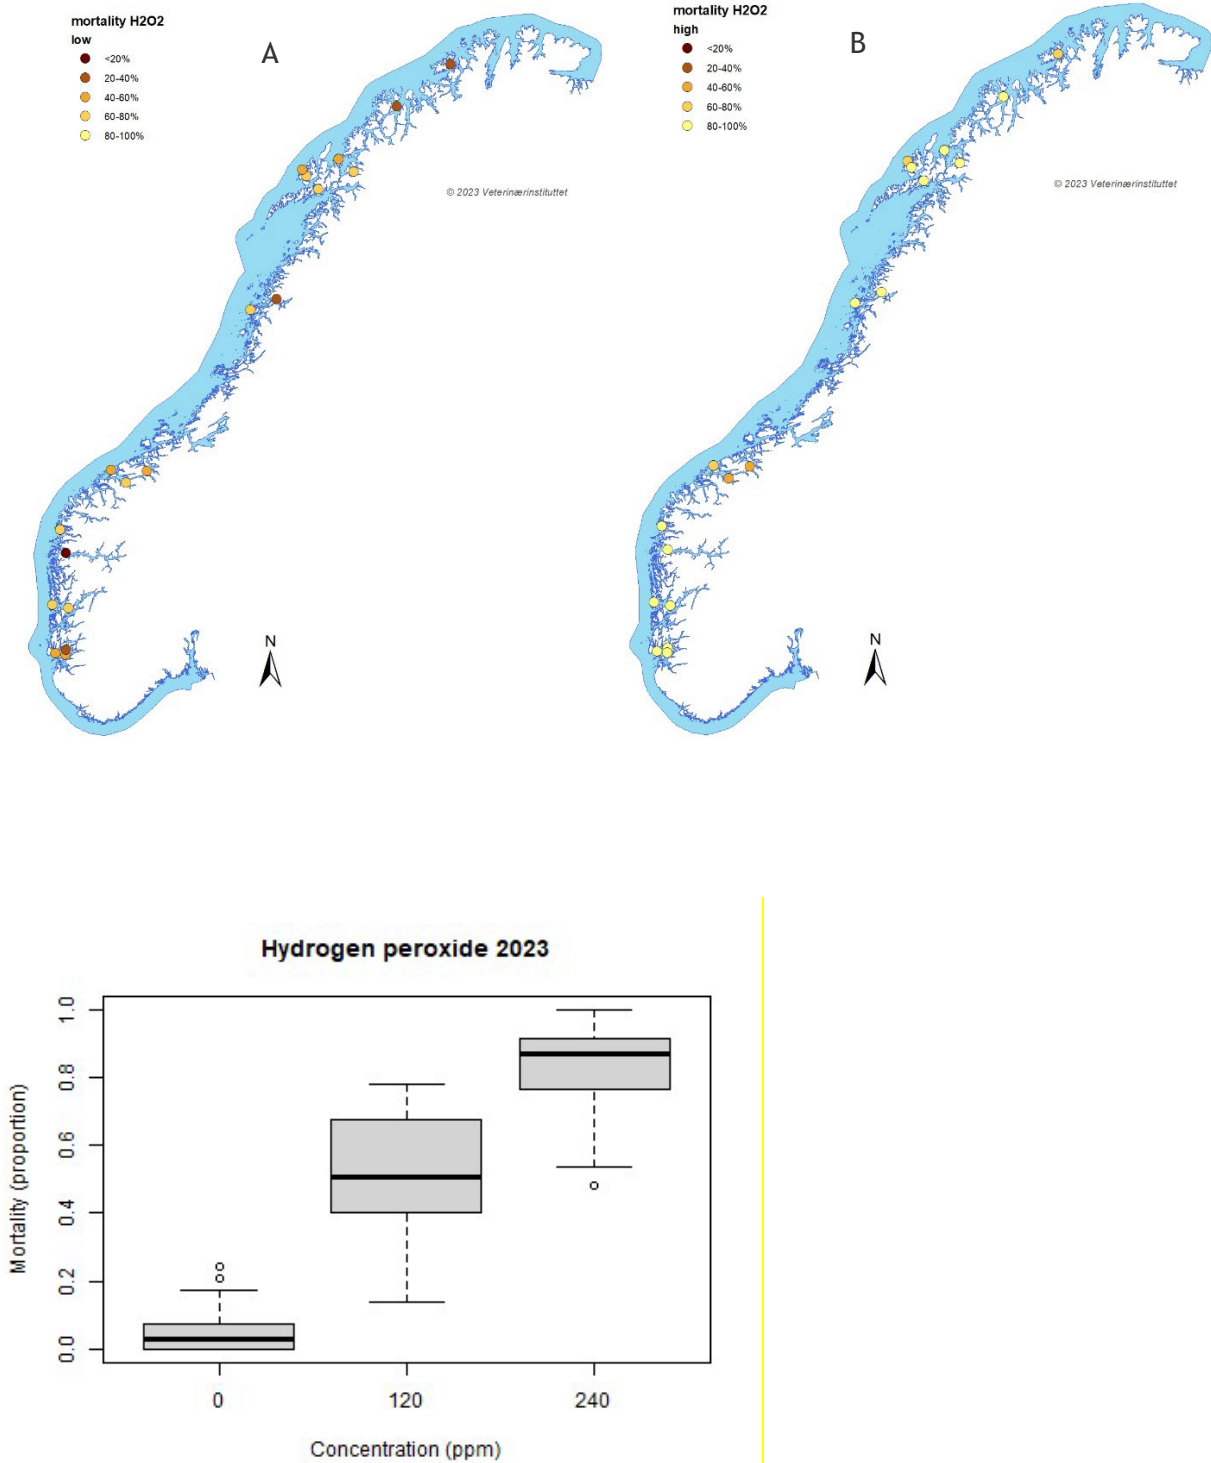 mortality H2O2
low
<20%
20-40%
40-60%
60-80%
80-100%
A
© 2023 Veterinærinstituttet
N
mortality H2O2
high
<20%
20-40%
40-60%
60-80%
80-100%
B
© 2023 Veterinærinstituttet
N
Hydrogen peroxide 2023
Mortality (proportion)
1.0
0.8
0.6
0.4
0.2
0.0
0 120 240
Concentration (ppm)